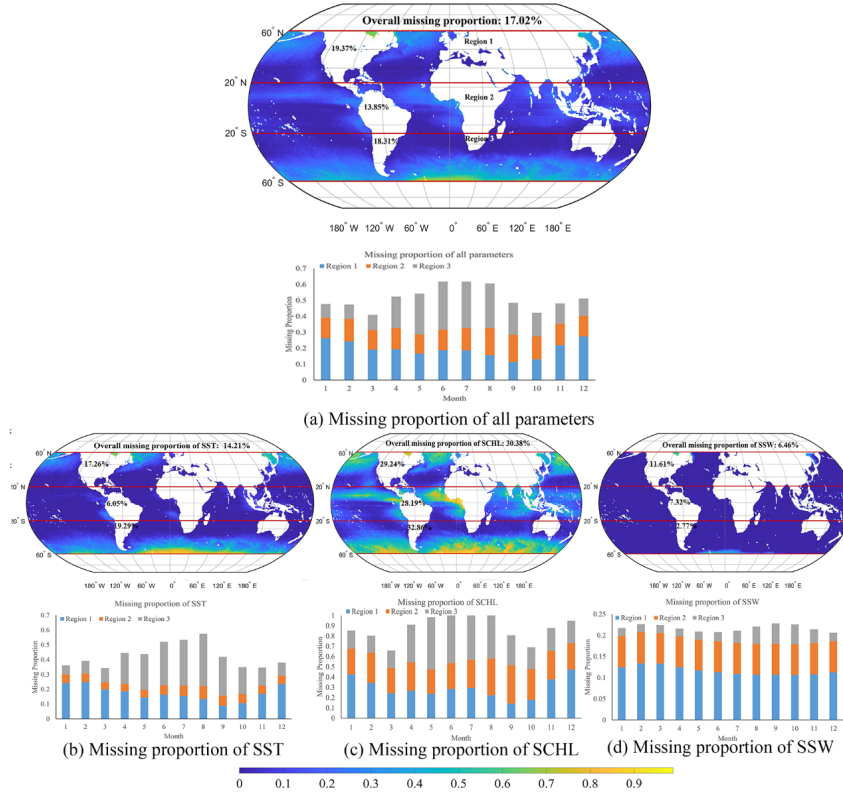 Overall missing proportion: 17.02%
60° N
19.37%
Region 1
20° N
Region 2
13.85%
20° S
18.31%
Region 3
60° S
180° W 120° W 60° W 0° 60° E 120° E 180° E
Missing proportion of all parameters
Region 1 Region 2 Region 3
0.7
0.6
0.5
0.4
0.3
0.2
0.1
0
Missing Proportion
1 2 3 4 5 6 7 8 9 10 11 12
Month
(a) Missing proportion of all parameters
Overall missing proportion of SST: 14.21%
60° N
17.26%
20° N
6.05%
20° S
19.29%
60° S
180° W 120° W 60° W 0° 60° E 120° E 180° E
Missing proportion of SST
Region 1 Region 2 Region 3
0.7
0.6
0.5
0.4
0.3
0.2
0.1
0
Missing Proportion
1 2 3 4 5 6 7 8 9 10 11 12
Month
(b) Missing proportion of SST
Overall missing proportion of SCHL: 30.38%
60° N
29.24%
20° N
28.19%
20° S
32.86%
60° S
180° W 120° W 60° W 0° 60° E 120° E 180° E
Missing proportion of SCHL
Region 1 Region 2 Region 3
1
0.9
0.8
0.7
0.6
0.5
0.4
0.3
0.2
0.1
0
Missing Proportion
1 2 3 4 5 6 7 8 9 10 11 12
Month
(c) Missing proportion of SCHL
Overall missing proportion of SSW: 6.46%
60° N
11.61%
20° N
7.32%
20° S
2.77%
60° S
180° W 120° W 60° W 0° 60° E 120° E 180° E
Missing proportion of SSW
Region 1 Region 2 Region 3
0.25
0.2
0.15
0.1
0.05
0
Missing Proportion
1 2 3 4 5 6 7 8 9 10 11 12
Month
(d) Missing proportion of SSW
0 0.1 0.2 0.3 0.4 0.5 0.6 0.7 0.8 0.9